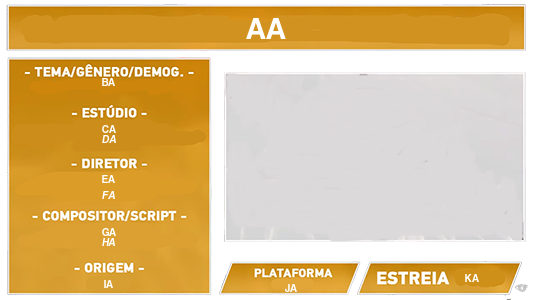 AA
– TEMA/GÊNERO/DEMOG. –
BA
– ESTÚDIO –
CA
DA
– DIRETOR –
EA
FA
– COMPOSITOR/SCRIPT –
GA
HA
– ORIGEM –
IA
PLATAFORMA
JA
ESTREIA KA